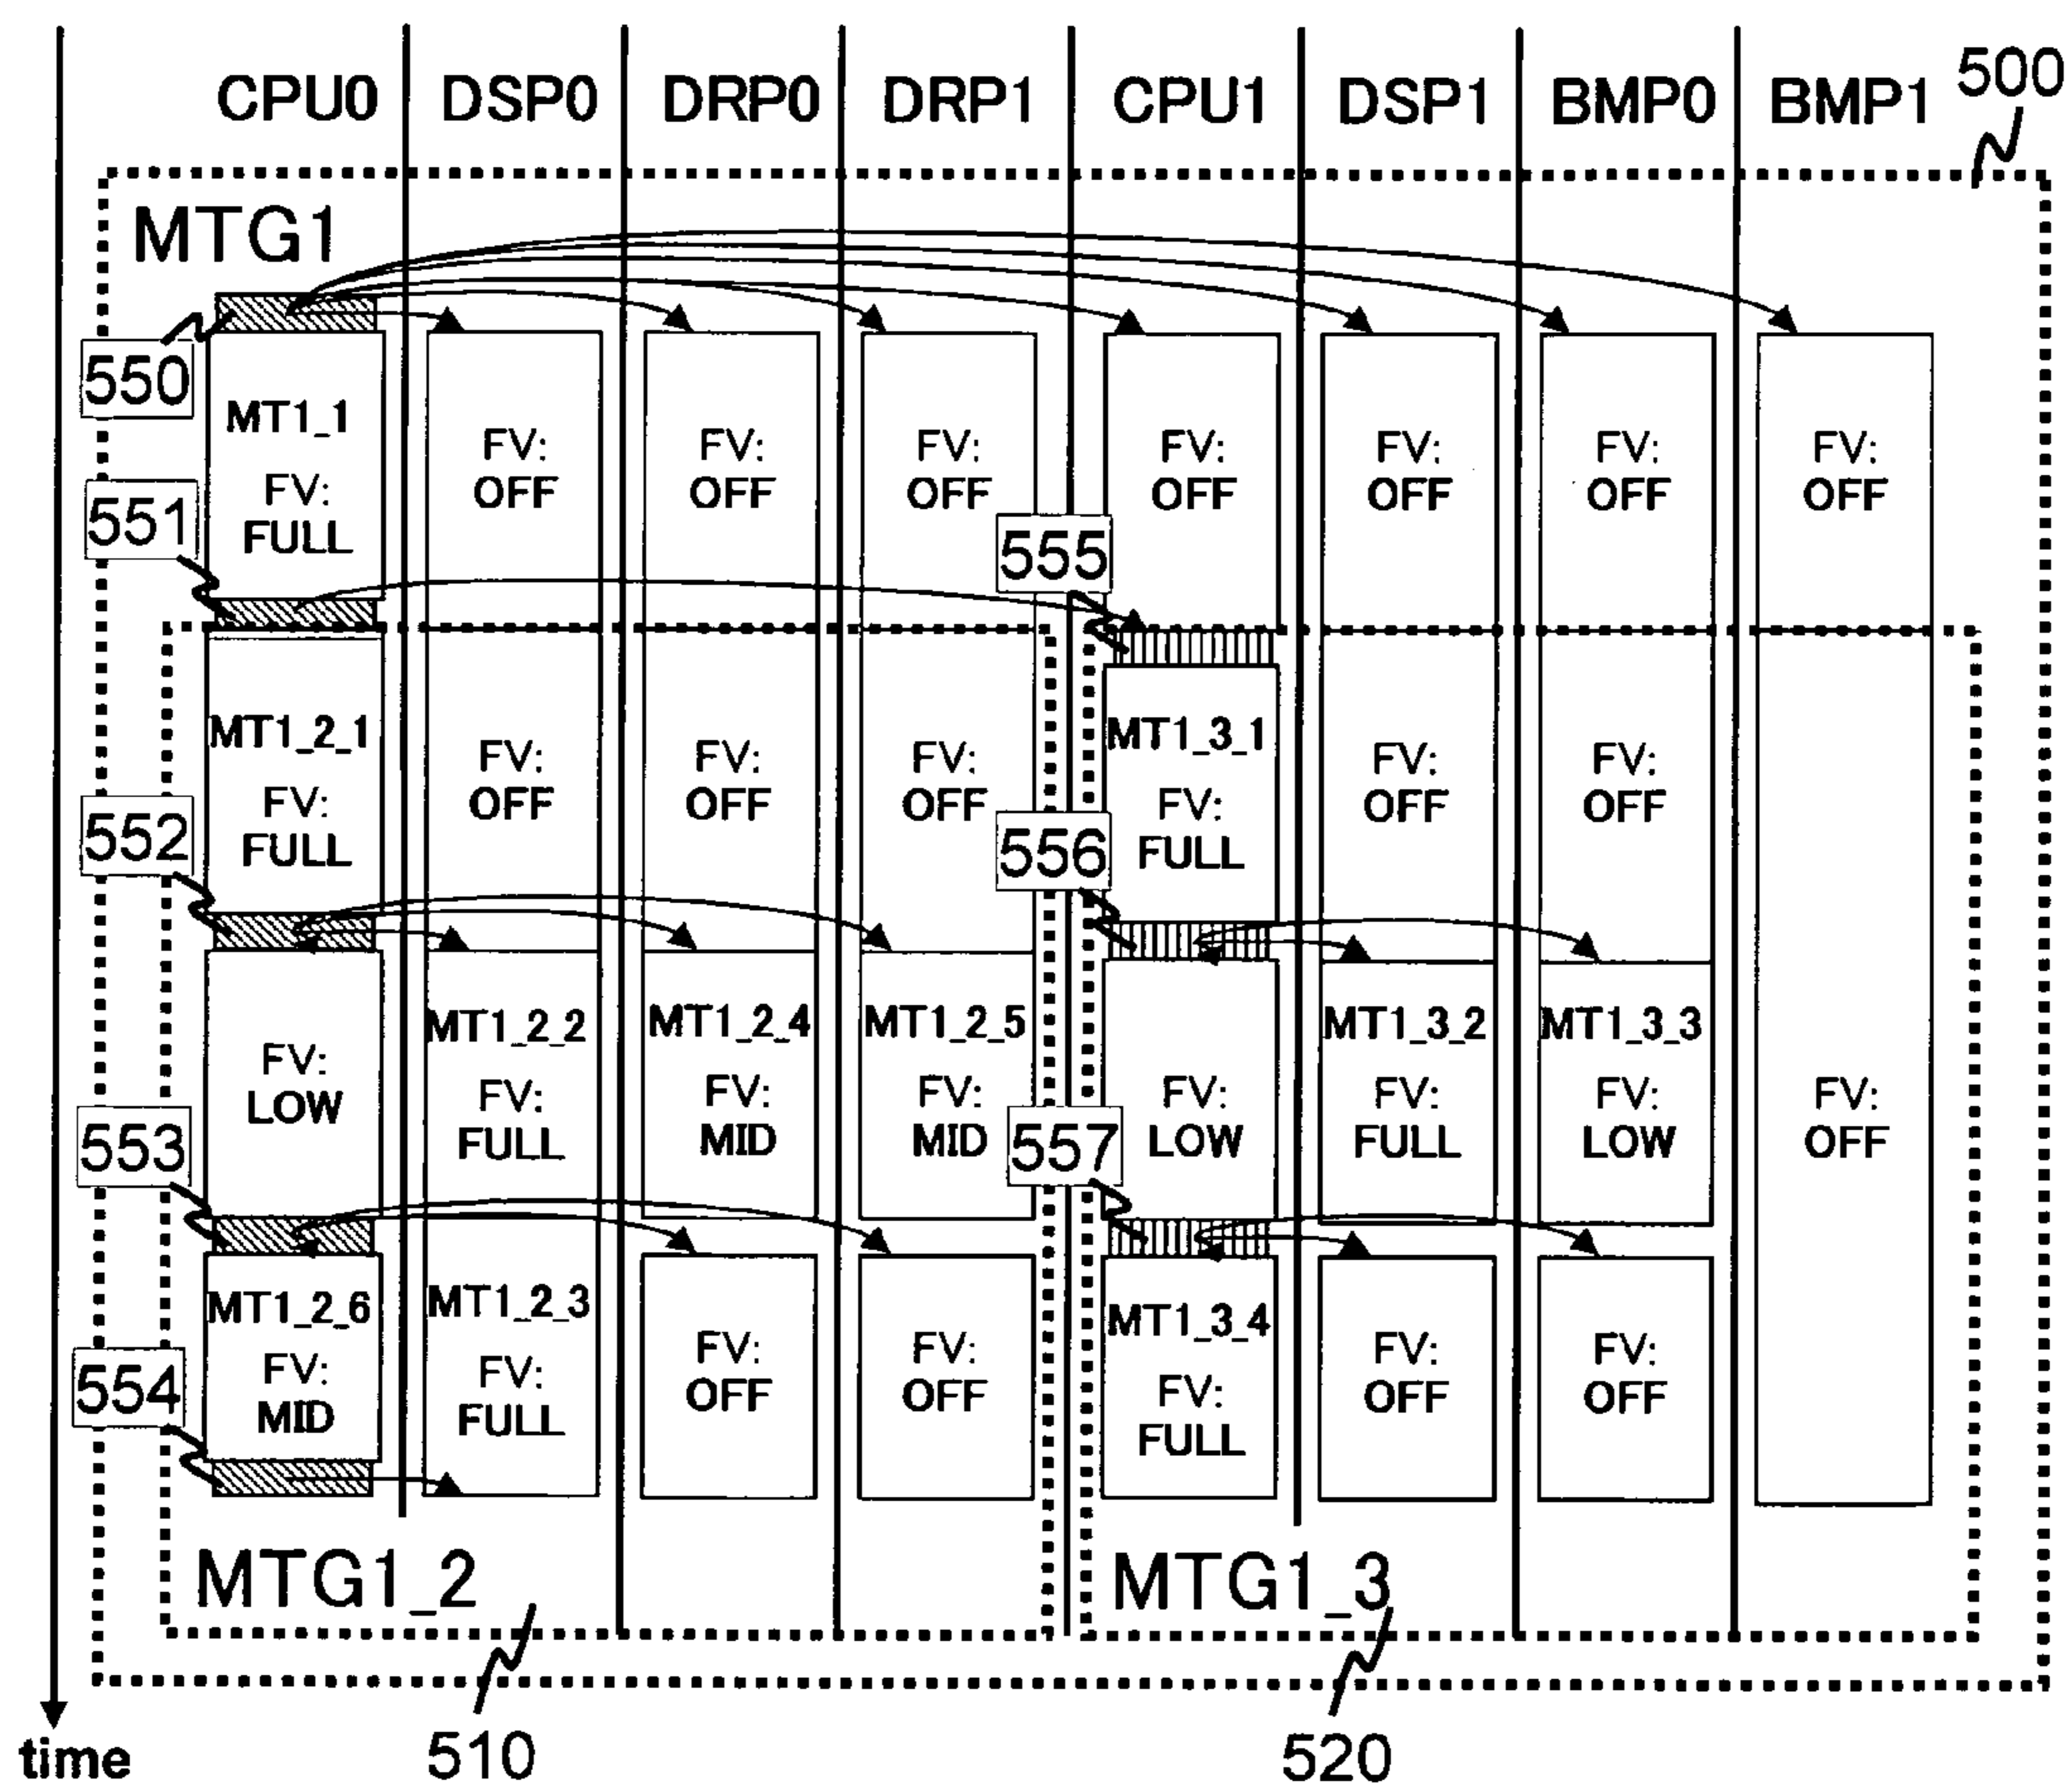 CPU0 DSP0 DRP0 DRP1 CPU1 DSP1 BMP0 BMP1
500
MTG1
550
MT1_1
FV: FV: FV: FV: FV: FV: FV:
OFF OFF OFF OFF OFF OFF OFF
FV:
FULL
551
555
MT1_2_1
MT1_3_1
FV: FV: FV: FV: FV:
OFF OFF OFF OFF OFF
FV: FV:
FULL FULL
552
556
MT1_2_2 MT1_2_4 MT1_2_5 MT1_3_2 MT1_3_3
FV:
LOW
FV: FV: FV: FV: FV: FV: FV:
FULL MID MID LOW FULL LOW OFF
553
557
MT1_2_6 MT1_2_3 MT1_3_4
FV: FV: FV: FV: FV: FV:
MID FULL OFF OFF OFF OFF
FV:
FULL
554
MTG1_2 MTG1_3
time
510 520